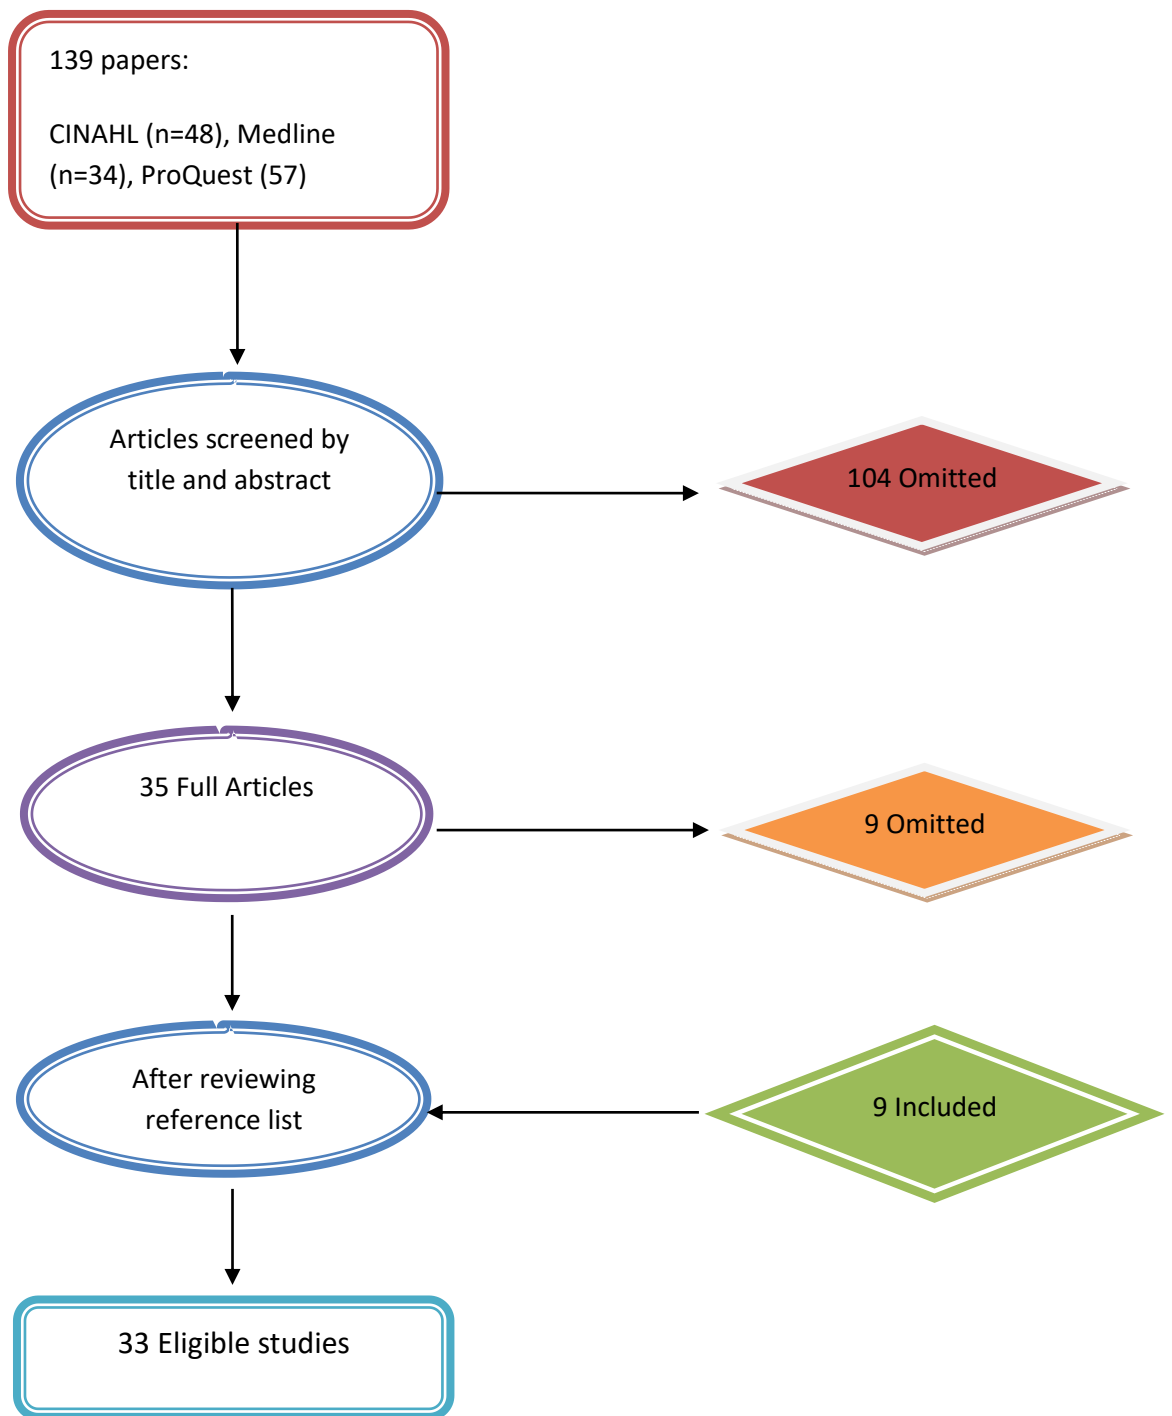 139 papers:
CINAHL (n=48), Medline
(n=34), ProQuest (57)
Articles screened by
title and abstract
104 Omitted
35 Full Articles
9 Omitted
After reviewing
reference list
9 Included
33 Eligible studies